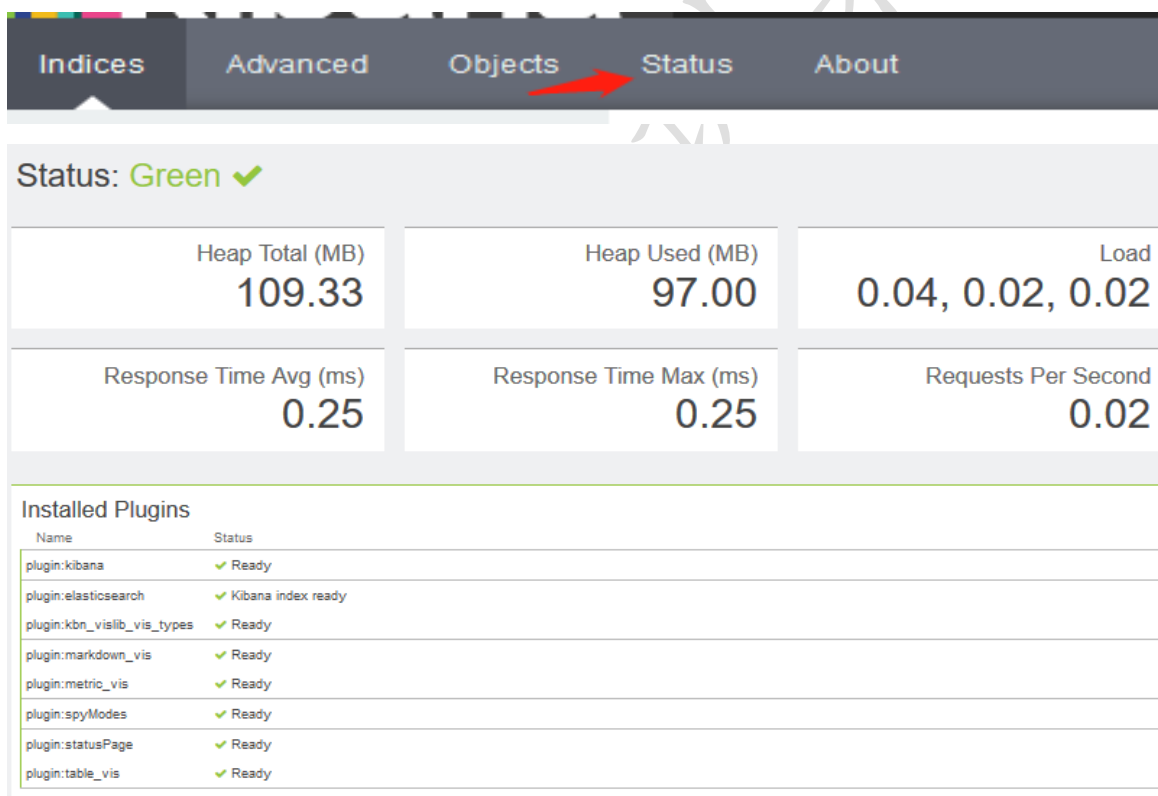 Indices Advanced Objects Status About
Status: Green
Heap Total (MB) Heap Used (MB) Load
109.33 97.00 0.04, 0.02, 0.02
Response Time Avg (ms) Response Time Max (ms) Requests Per Second
0.25 0.25 0.02
Installed Plugins
Name Status
plugin:kibana Ready
plugin:elasticsearch Kibana index ready
plugin:kbn_vislib_vis_types Ready
plugin:markdown_vis Ready
plugin:metric_vis Ready
plugin:spyModes Ready
plugin:statusPage Ready
plugin:table_vis Ready